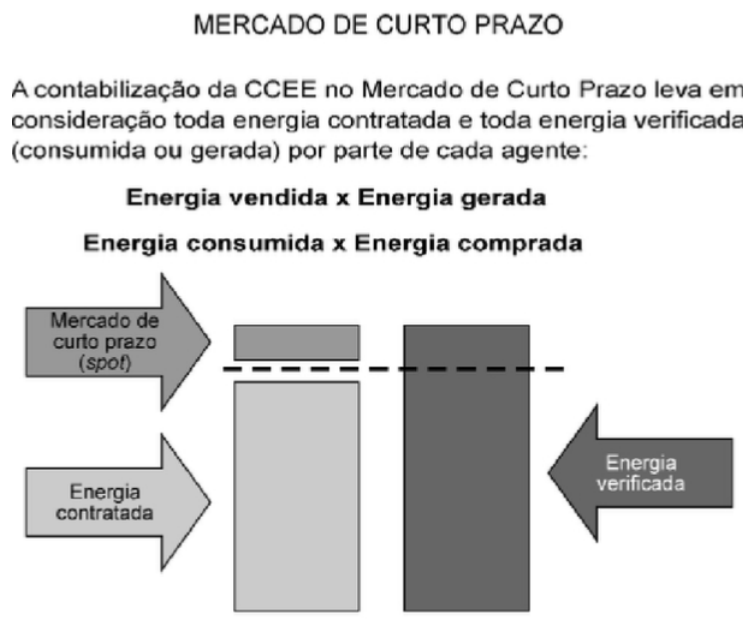 MERCADO DE CURTO PRAZO
A contabilização da CCEE no Mercado de Curto Prazo leva em
consideração toda energia contratada e toda energia verificada
(consumida ou gerada) por parte de cada agente:
Energia vendida x Energia gerada
Energia consumida x Energia comprada
Mercado de
curto prazo
(spot)
Energia
contratada
Energia
verificada